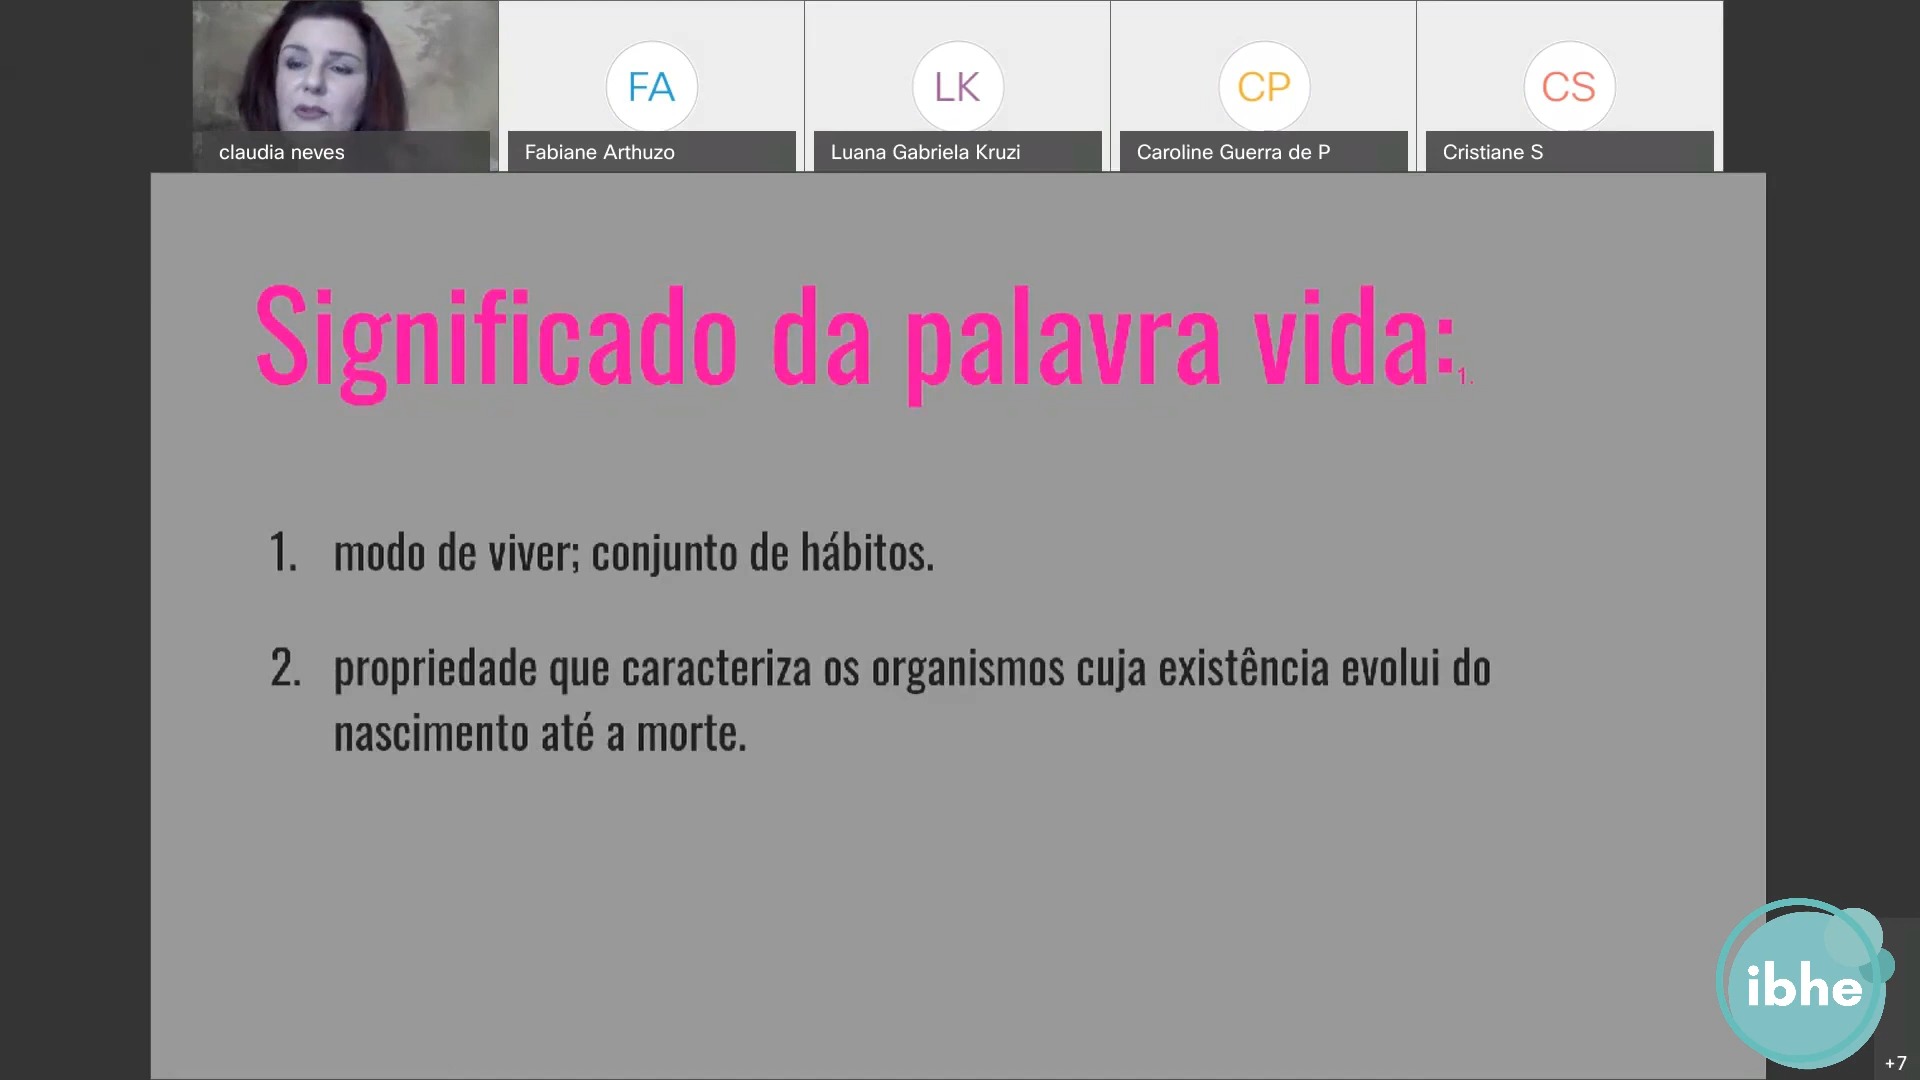 FA
LK
CP
CS
claudia neves
Fabiane Arthuzo
Luana Gabriela Kruzi
Caroline Guerra de P
Cristiane S
Significado da palavra vida:1.
1. modo de viver; conjunto de hábitos.
2. propriedade que caracteriza os organismos cuja existência evolui do
nascimento até a morte.
ibhe
+7